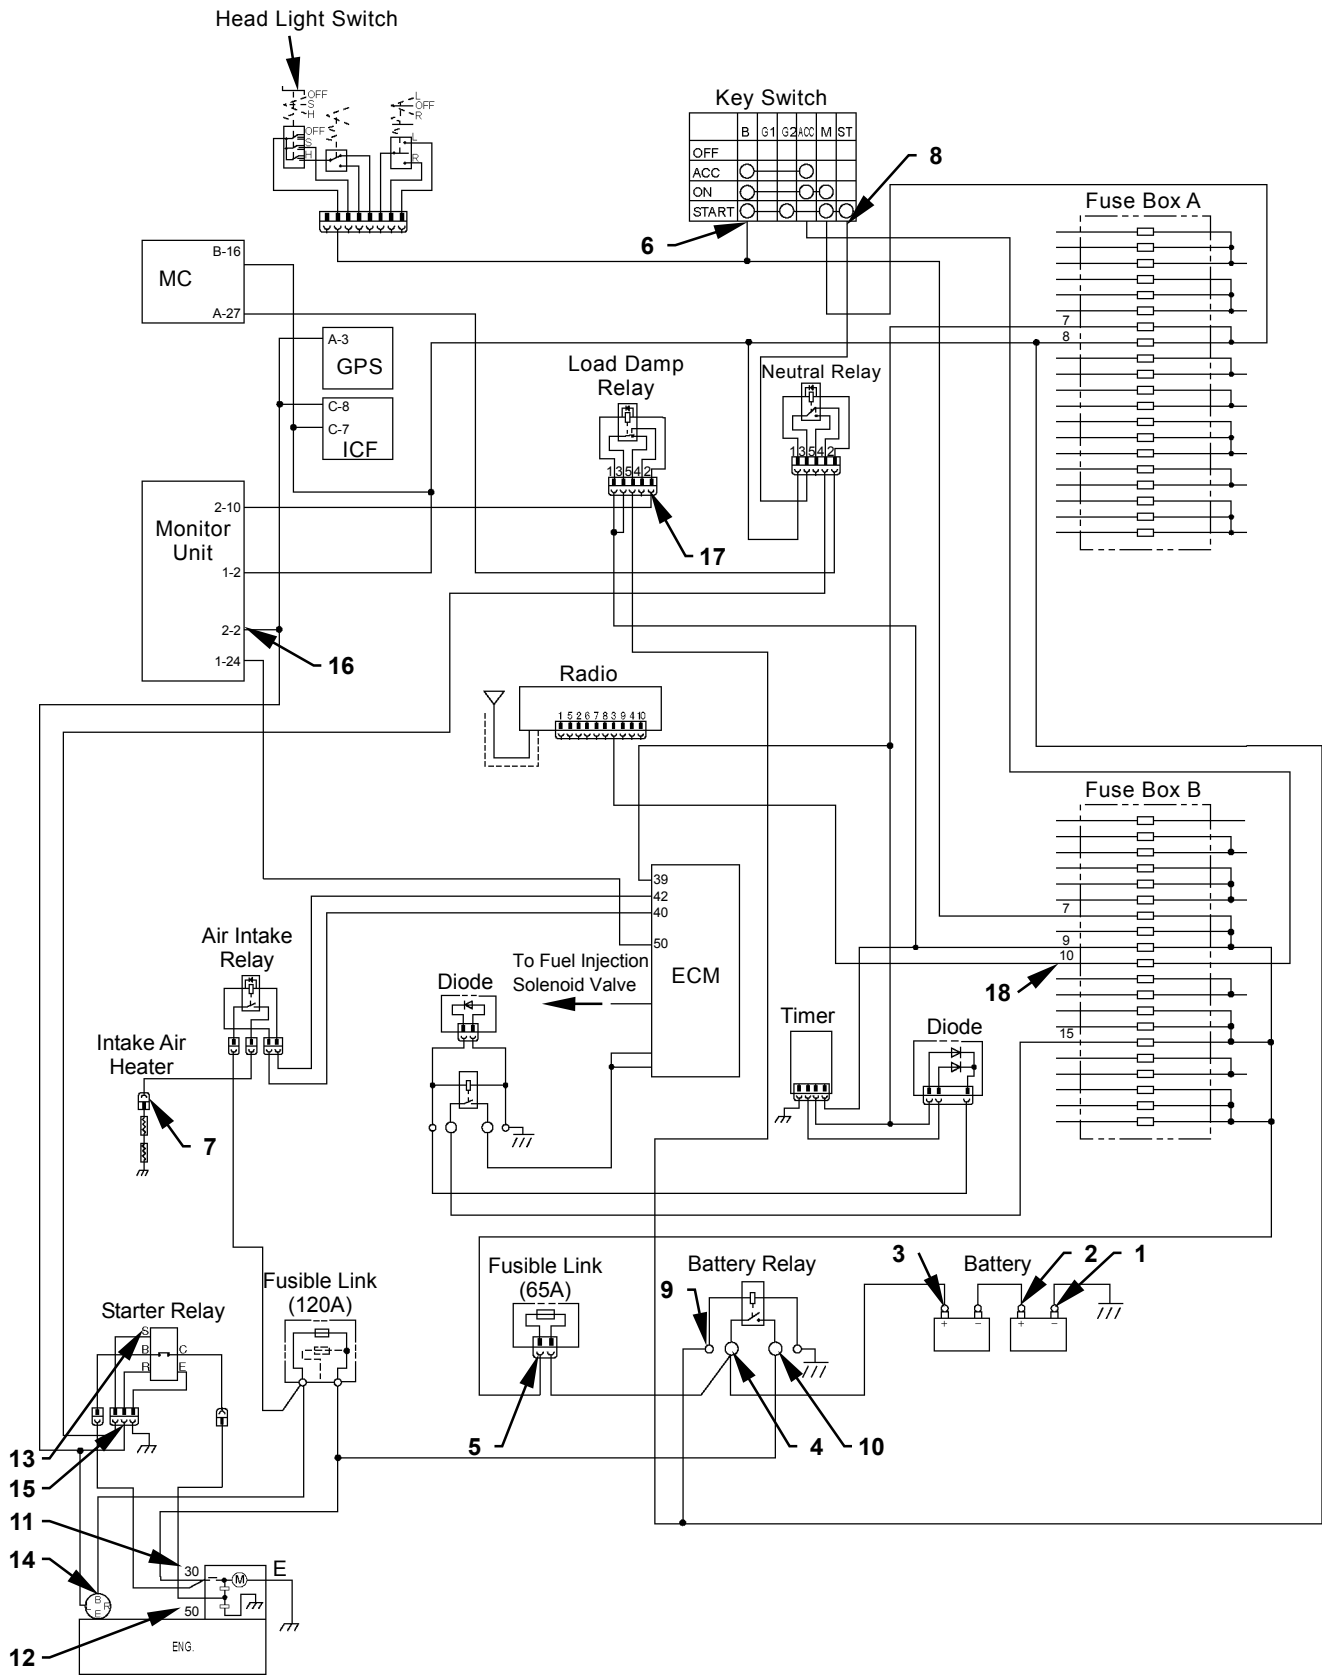 Head Light Switch
OFF
S
H
L
OFF
R
OFF
S
H
L
R
Key Switch
B G1 G2 ACC M ST
OFF
ACC
ON
START
8
6
Fuse Box A
7
8
MC
B-16
A-27
A-3
GPS
C-8
C-7
ICF
Load Damp
Relay
1 3 5 4 2
Neutral Relay
1 3 5 4 2
17
Monitor
Unit
2-10
1-2
2-2
1-24
16
Radio
1 5 2 6 7 8 3 9 4 10
Fuse Box B
7
9
10
15
18
39
42
40
50
ECM
To Fuel Injection
Solenoid Valve
Air Intake
Relay
Intake Air
Heater
7
Diode
Timer
Diode
Fusible Link
(120A)
Fusible Link
(65A)
5
Battery Relay
9
4
10
Battery
3
2
1
+ − + −
Starter Relay
S
B C
R E
13
15
11
14
12
30
50
E
M
B
L R
E
ENG.